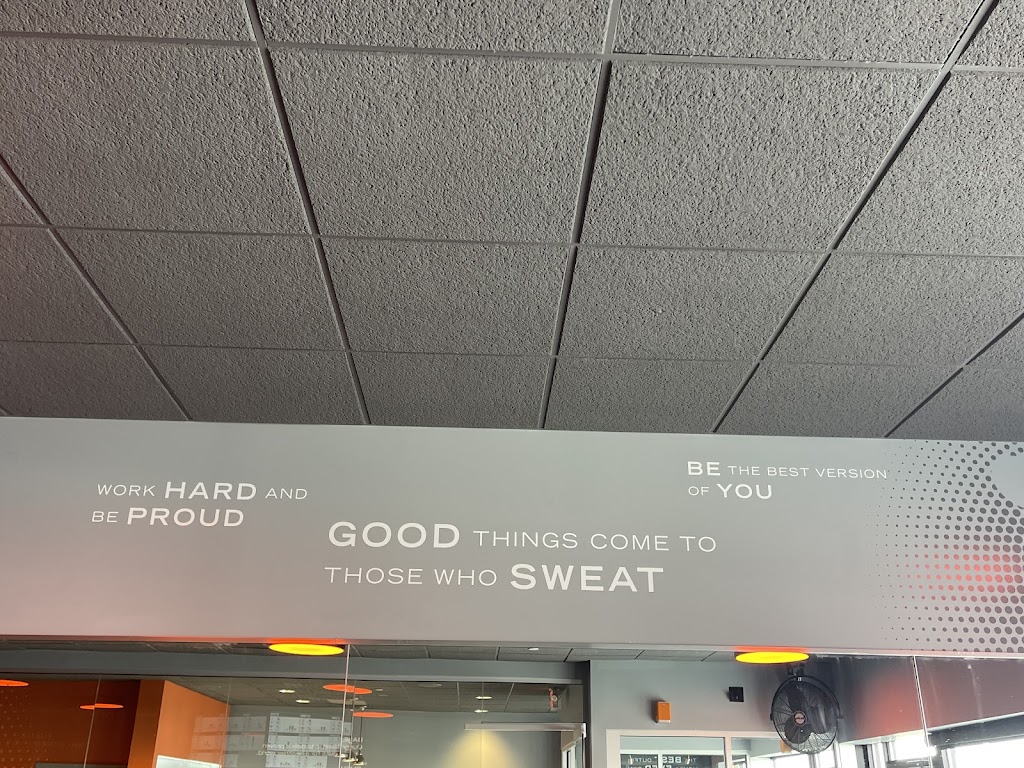 WORK HARD AND
BE PROUD
GOOD THINGS COME TO
THOSE WHO SWEAT
BE THE BEST VERSION
OF YOU